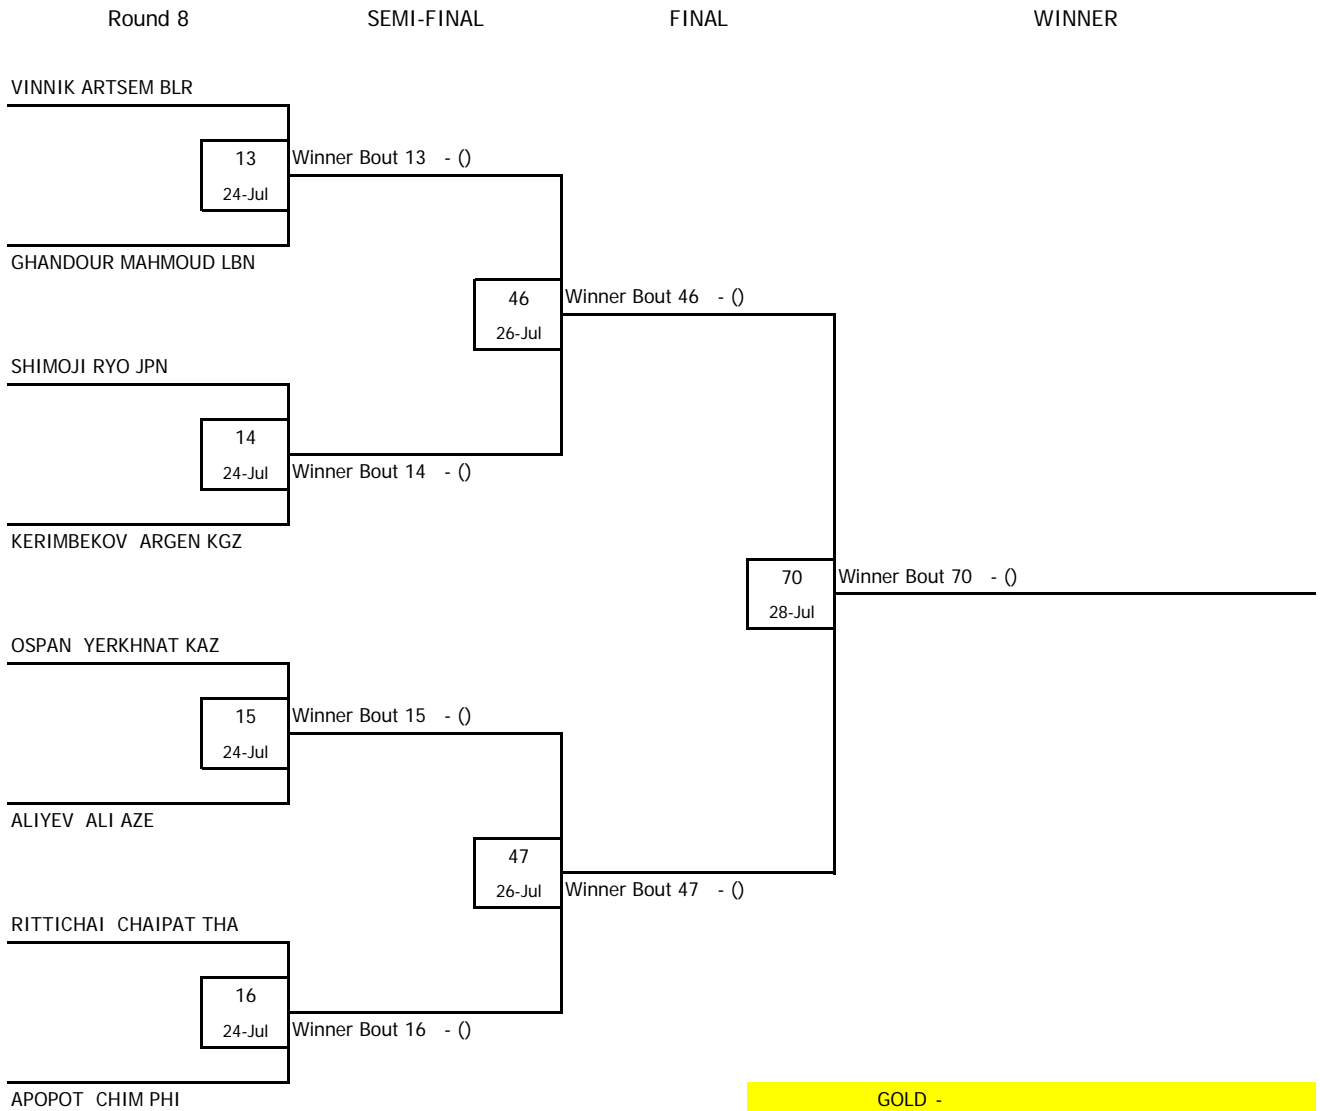 Round 8 SEMI-FINAL FINAL WINNER
VINNIK ARTSEM BLR
13 Winner Bout 13 - ()
24-Jul
GHANDOUR MAHMOUD LBN
46 Winner Bout 46 - ()
26-Jul
SHIMOJI RYO JPN
14
24-Jul Winner Bout 14 - ()
KERIMBEKOV ARGEN KGZ
70 Winner Bout 70 - ()
28-Jul
OSPAN YERKHNAT KAZ
15 Winner Bout 15 - ()
24-Jul
ALIYEV ALI AZE
47
26-Jul Winner Bout 47 - ()
RITTICHAI CHAIPAT THA
16
24-Jul Winner Bout 16 - ()
APOPOT CHIM PHI GOLD -